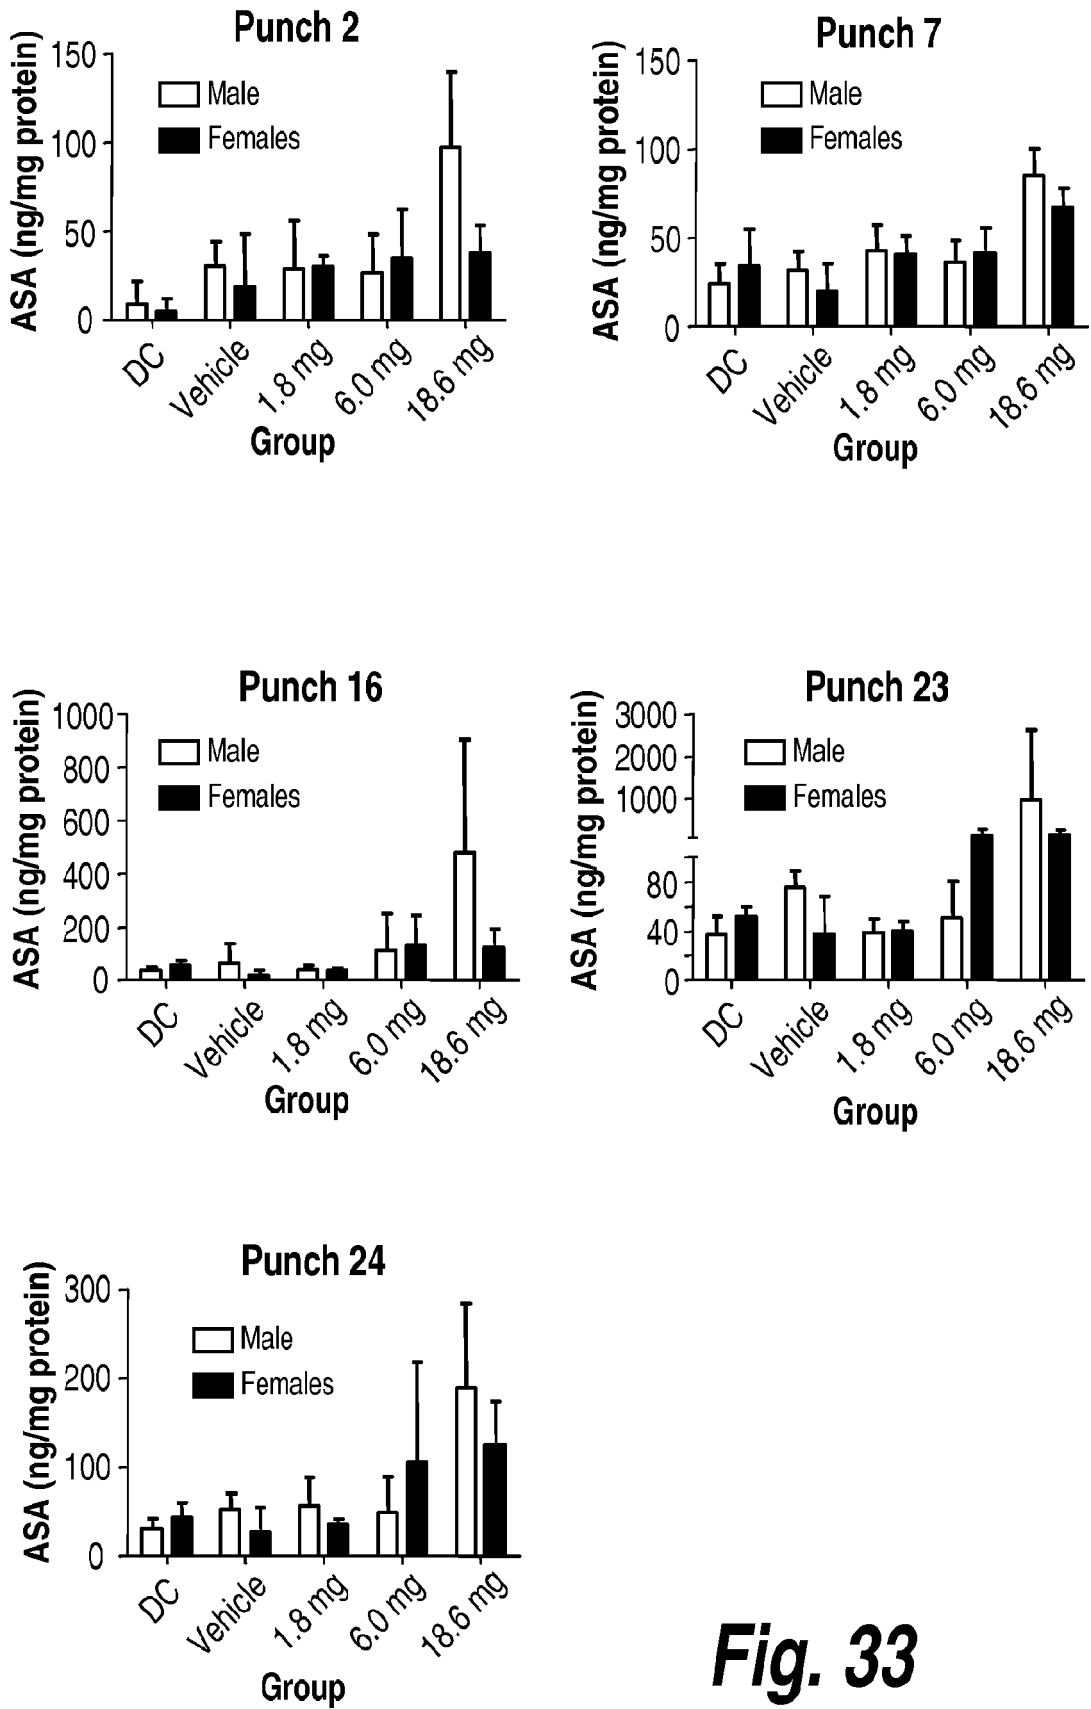 Punch 2
ASA (ng/mg protein)
150
100
50
0
Male
Females
DC
Vehicle
1.8 mg
6.0 mg
18.6 mg
Group
Punch 7
ASA (ng/mg protein)
150
100
50
0
Male
Females
DC
Vehicle
1.8 mg
6.0 mg
18.6 mg
Group
Punch 16
ASA (ng/mg protein)
1000
800
600
400
200
0
Male
Females
DC
Vehicle
1.8 mg
6.0 mg
18.6 mg
Group
Punch 23
ASA (ng/mg protein)
3000
2000
1000
80
40
0
Male
Females
DC
Vehicle
1.8 mg
6.0 mg
18.6 mg
Group
Punch 24
ASA (ng/mg protein)
300
200
100
0
Male
Females
DC
Vehicle
1.8 mg
6.0 mg
18.6 mg
Group
Fig. 33